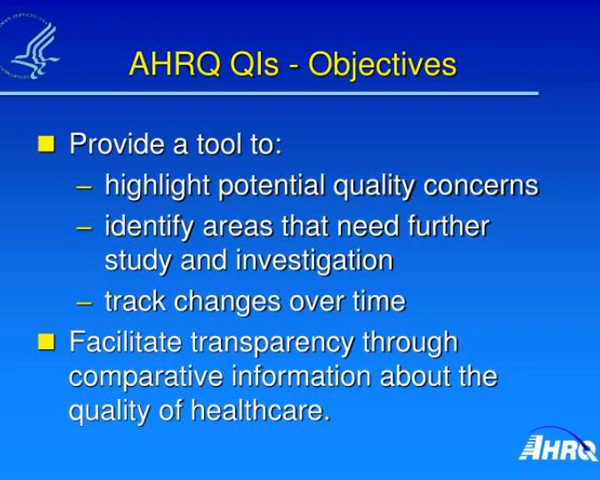 AHRQ QIs - Objectives
Provide a tool to:
– highlight potential quality concerns
– identify areas that need further
study and investigation
– track changes over time
Facilitate transparency through
comparative information about the
quality of healthcare.
AHRQ